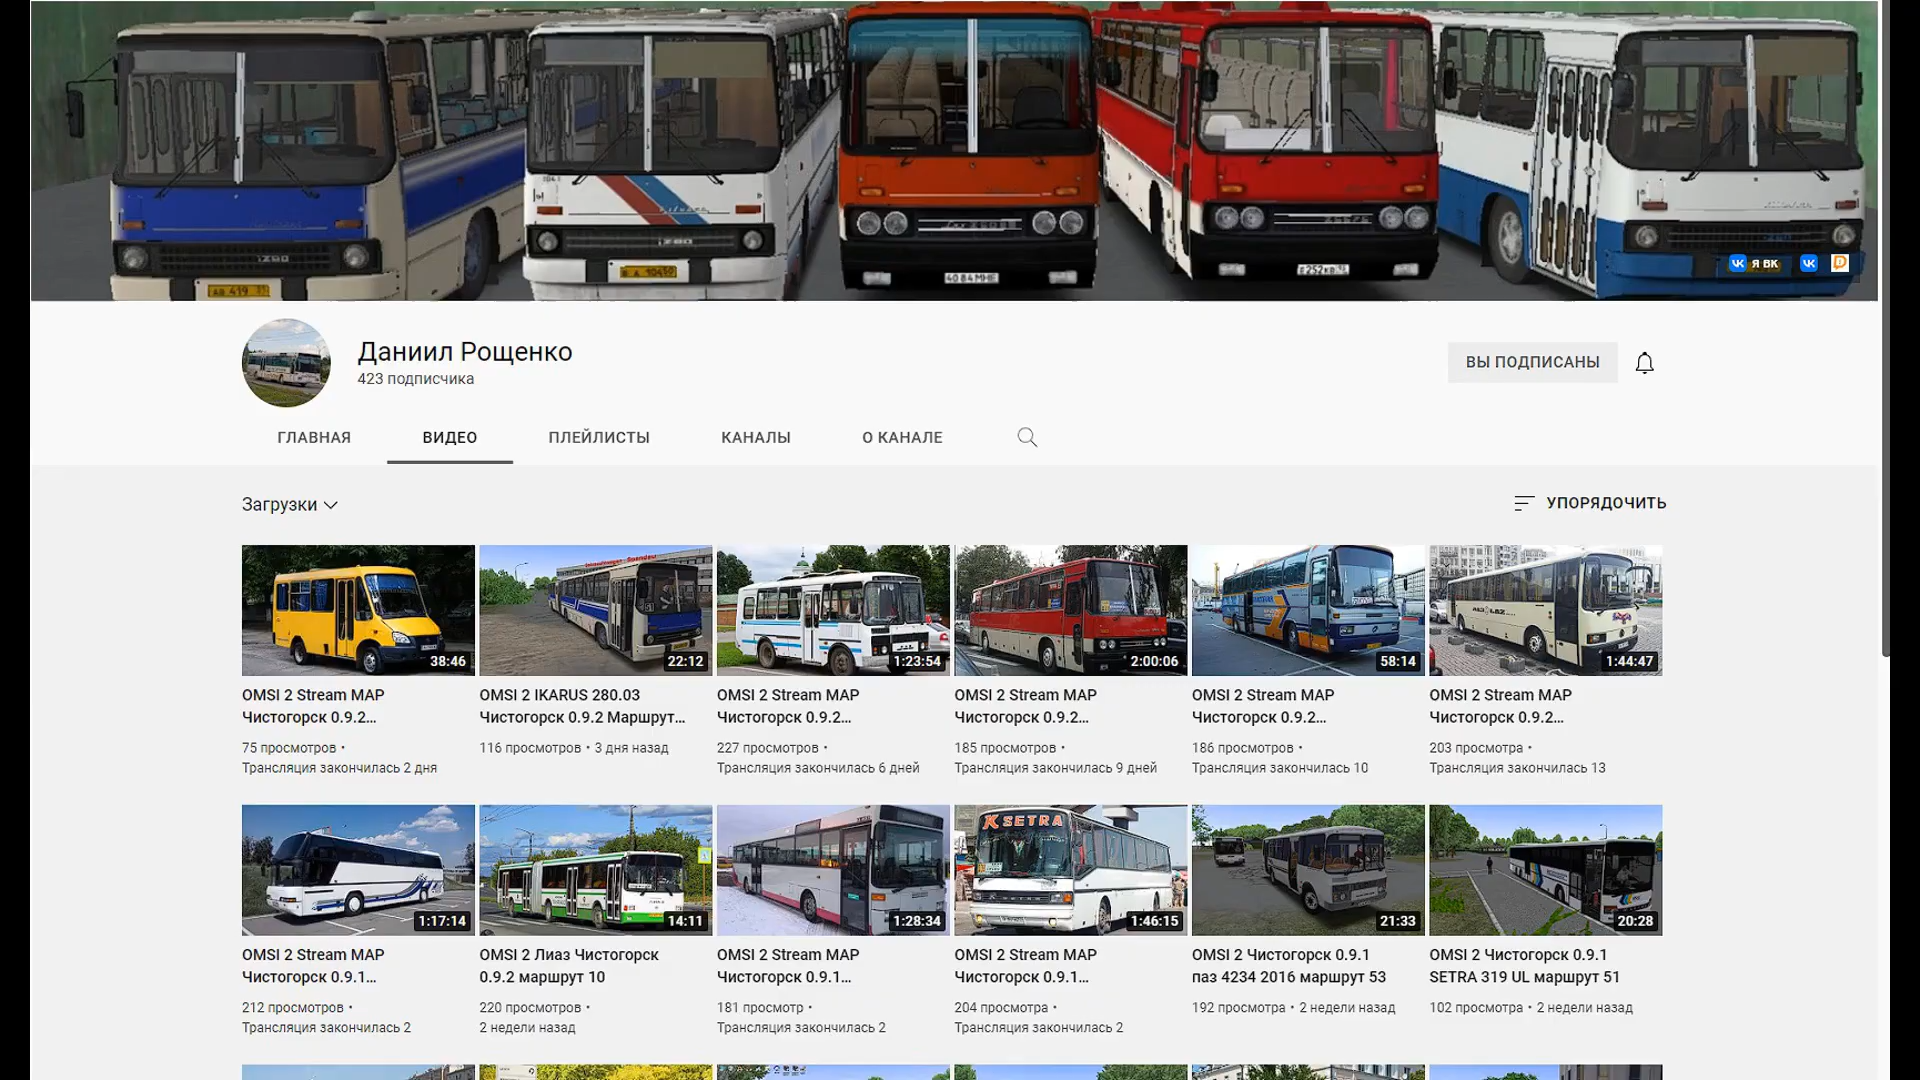 Я ВК
Даниил Рощенко
423 подписчика
ВЫ ПОДПИСАНЫ
ГЛАВНАЯ
ВИДЕО
ПЛЕЙЛИСТЫ
КАНАЛЫ
О КАНАЛЕ
Загрузки
УПОРЯДОЧИТЬ
38:46
22:12
1:23:54
2:00:06
58:14
1:44:47
OMSI 2 Stream MAP
Чистогорск 0.9.2...
75 просмотров •
Трансляция закончилась 2 дня
OMSI 2 IKARUS 280.03
Чистогорск 0.9.2 Маршрут...
116 просмотров • 3 дня назад
OMSI 2 Stream MAP
Чистогорск 0.9.2...
227 просмотров •
Трансляция закончилась 6 дней
OMSI 2 Stream MAP
Чистогорск 0.9.2...
185 просмотров •
Трансляция закончилась 9 дней
OMSI 2 Stream MAP
Чистогорск 0.9.2...
186 просмотров •
Трансляция закончилась 10
OMSI 2 Stream MAP
Чистогорск 0.9.2...
203 просмотра •
Трансляция закончилась 13
1:17:14
14:11
1:28:34
SETRA
1:46:15
21:33
20:28
OMSI 2 Stream MAP
Чистогорск 0.9.1...
212 просмотров •
Трансляция закончилась 2
OMSI 2 Лиаз Чистогорск
0.9.2 маршрут 10
220 просмотров •
2 недели назад
OMSI 2 Stream MAP
Чистогорск 0.9.1...
181 просмотр •
Трансляция закончилась 2
OMSI 2 Stream MAP
Чистогорск 0.9.1...
204 просмотра •
Трансляция закончилась 2
OMSI 2 Чистогорск 0.9.1
паз 4234 2016 маршрут 53
192 просмотра • 2 недели назад
OMSI 2 Чистогорск 0.9.1
SETRA 319 UL маршрут 51
102 просмотра • 2 недели назад